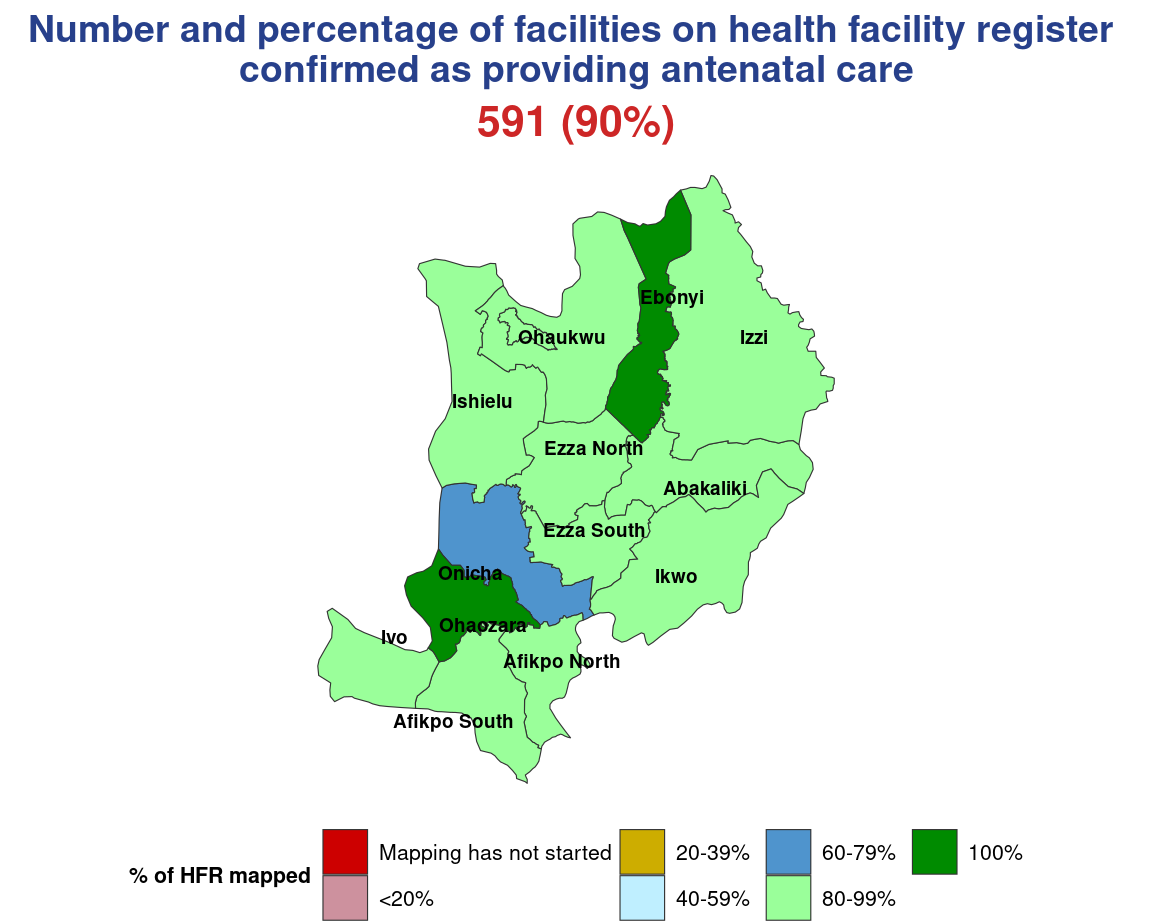 Number and percentage of facilities on health facility register
confirmed as providing antenatal care
591 (90%)
Ebonyi
Ohaukwu
Izzi
Ishielu
Ezza North
Abakaliki
Ezza South
Onicha
Ikwo
Ohaozara
Ivo
Afikpo North
Afikpo South
% of HFR mapped
Mapping has not started
<20%
20-39%
40-59%
60-79%
80-99%
100%